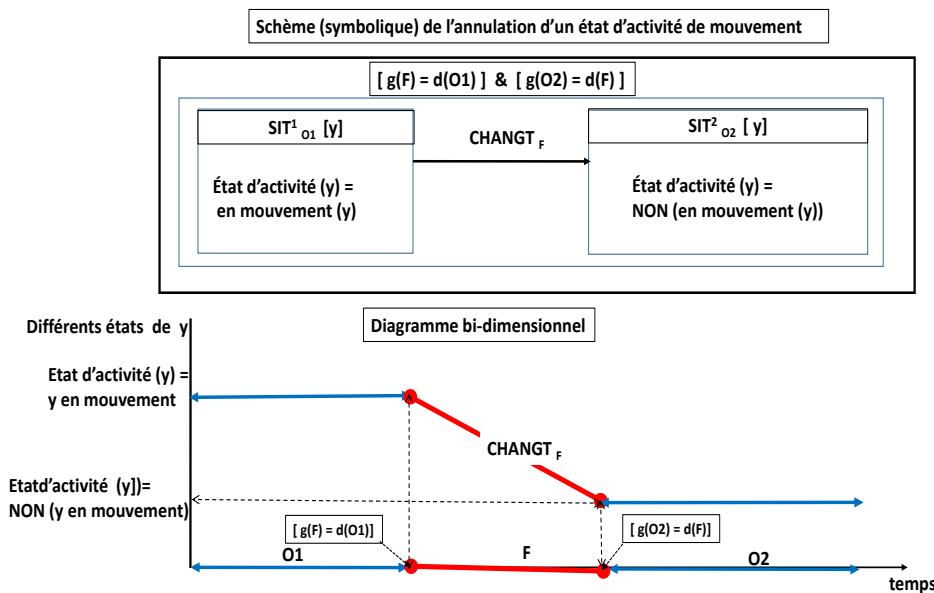 Schème (symbolique) de l'annulation d'un état d'activité de mouvement
[ g(F) = d(O1) ] & [ g(O2) = d(F) ]
SIT¹ O1 [y]
CHANGT F
SIT² O2 [ y]
État d'activité (y) =
en mouvement (y)
État d'activité (y) =
NON (en mouvement (y))
Différents états de y
Diagramme bi-dimensionnel
Etat d'activité (y) =
y en mouvement
CHANGT F
Etatd'activité (y])=
NON (y en mouvement)
[ g(F) = d(O1)]
[ g(O2) = d(F)]
O1
F
O2
temps